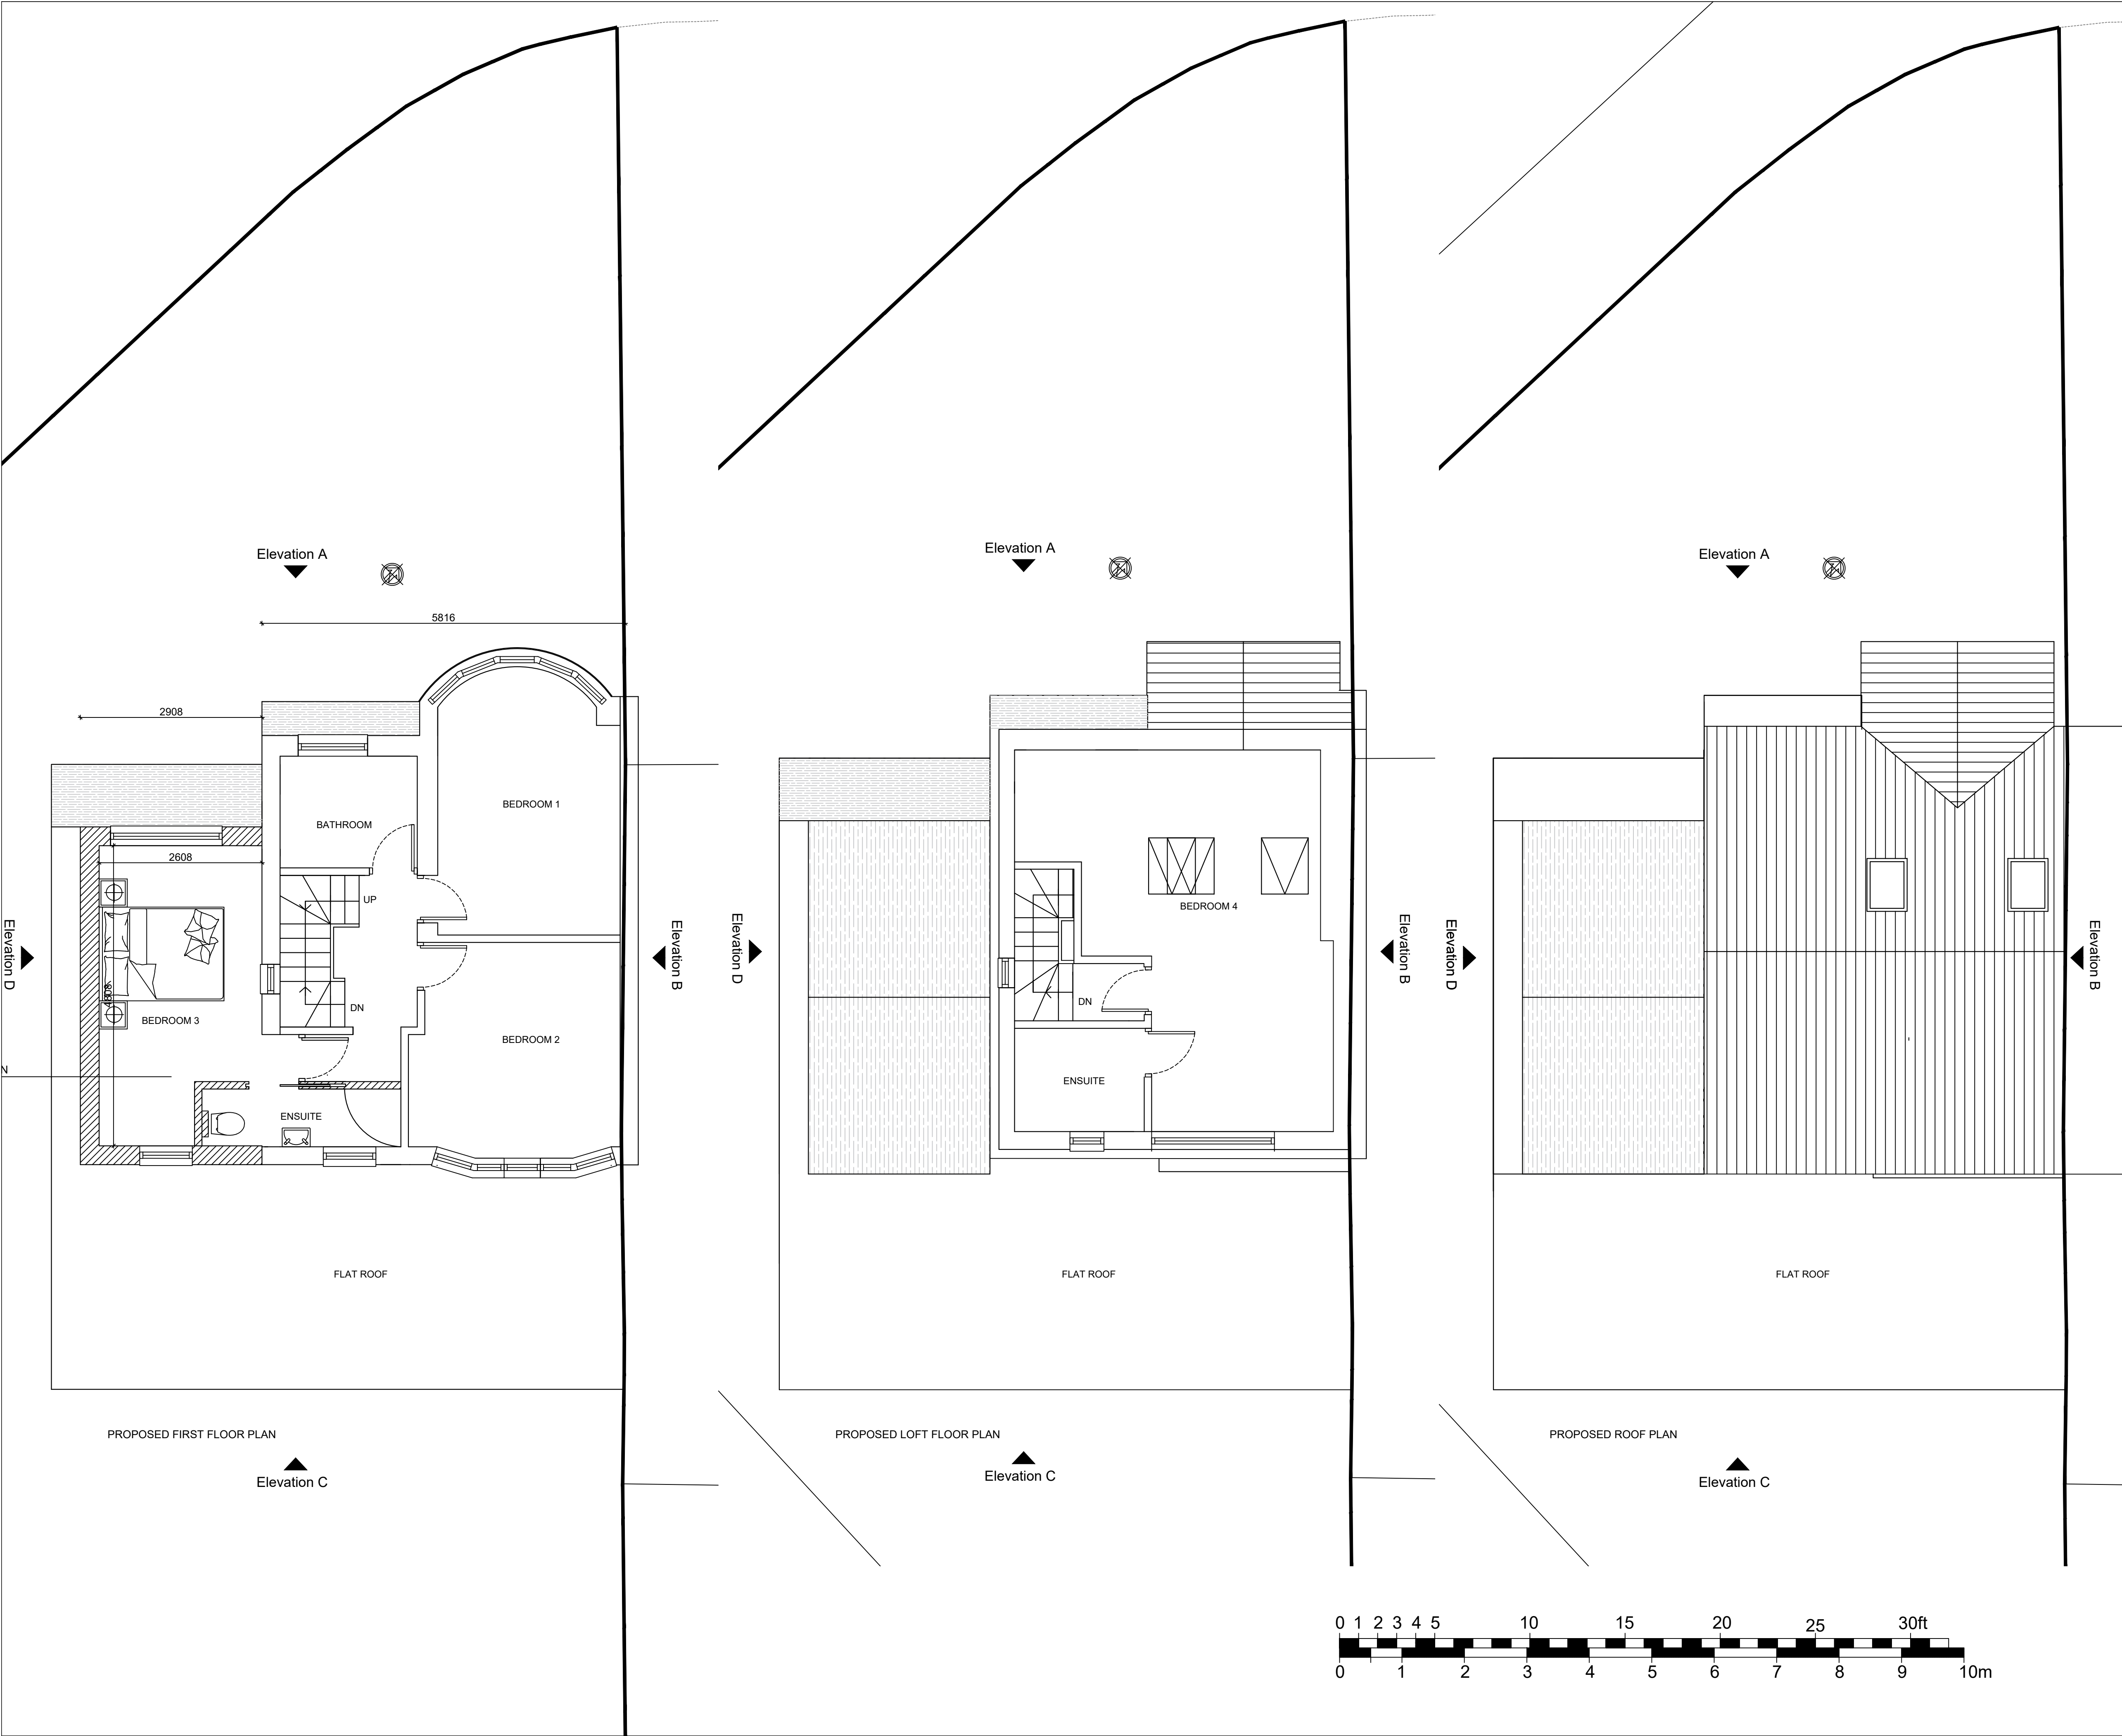 Elevation A
5816
2908
BEDROOM 1
BATHROOM
2608
UP
Elevation D
4808
BEDROOM 3
DN
BEDROOM 2
Elevation B
N
ENSUITE
FLAT ROOF
PROPOSED FIRST FLOOR PLAN
Elevation C
Elevation A
Elevation D
BEDROOM 4
DN
ENSUITE
Elevation B
FLAT ROOF
PROPOSED LOFT FLOOR PLAN
Elevation C
Elevation A
Elevation D
Elevation B
FLAT ROOF
PROPOSED ROOF PLAN
Elevation C
0 1 2 3 4 5 10 15 20 25 30ft
0 1 2 3 4 5 6 7 8 9 10m